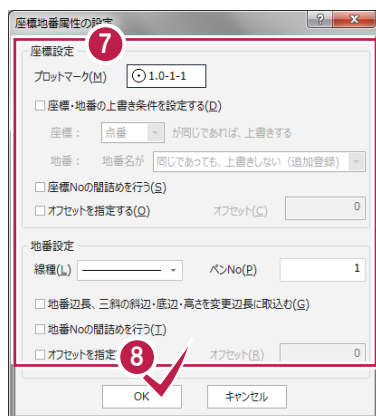 座標地番属性の設定
7
座標設定
プロットマーク(M) 1.0-1-1
座標・地番の上書き条件を設定する(D)
座標： 点番 が同じであれば、上書きする
地番： 地番名が 同じであっても、上書きしない（追加登録）
座標Noの間詰めを行う(S)
オフセットを指定する(O) オフセット(C) 0
地番設定
線種(L) ペンNo(P) 1
地番辺長、三斜の斜辺・底辺・高さを変更辺長に取込む(G)
地番Noの間詰めを行う(T)
オフセットを指定 オフセット(R) 0
8
OK キャンセル